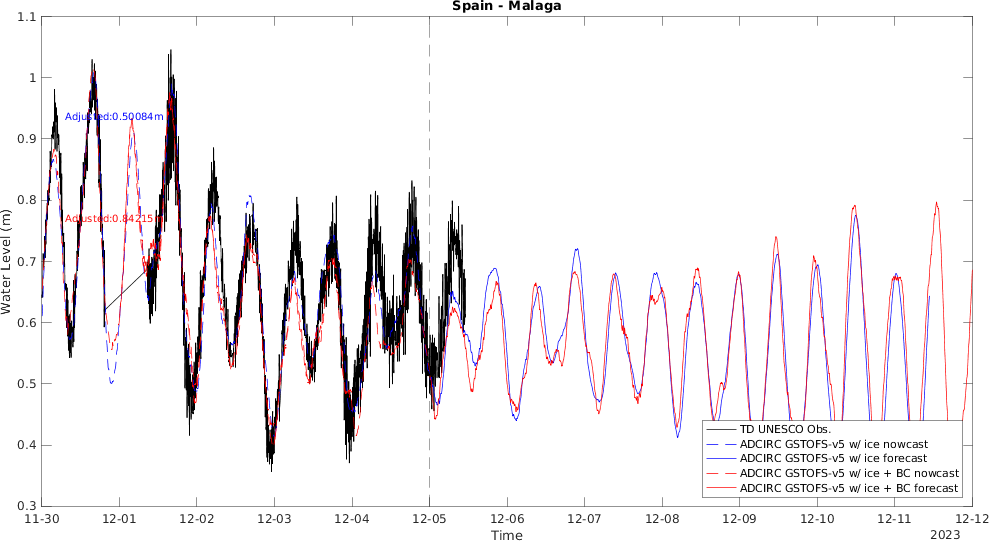 Spain - Malaga
1.1
1
0.9
0.8
0.7
0.6
0.5
0.4
0.3
Water Level (m)
Adjusted:0.50084m
Adjusted:0.84215
11-30
12-01
12-02
12-03
12-04
12-05
12-06
12-07
12-08
12-09
12-10
12-11
12-12
Time
2023
TD UNESCO Obs.
ADCIRC GSTOFS-v5 w/ ice nowcast
ADCIRC GSTOFS-v5 w/ ice forecast
ADCIRC GSTOFS-v5 w/ ice + BC nowcast
ADCIRC GSTOFS-v5 w/ ice + BC forecast